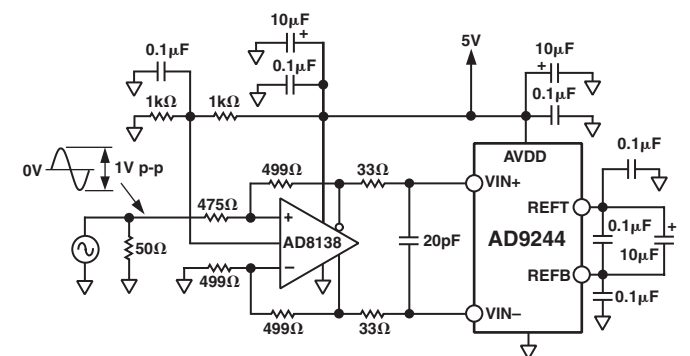 10µF
+
5V
10µF
+
0.1µF
0.1µF
0.1µF
1kΩ
1kΩ
0.1µF
AVDD
0V
1V p-p
499Ω
33Ω
VIN+
REFT
475Ω
+
0.1µF
+
AD8138
20pF
AD9244
10µF
50Ω
–
REFB
499Ω
0.1µF
499Ω
33Ω
VIN–